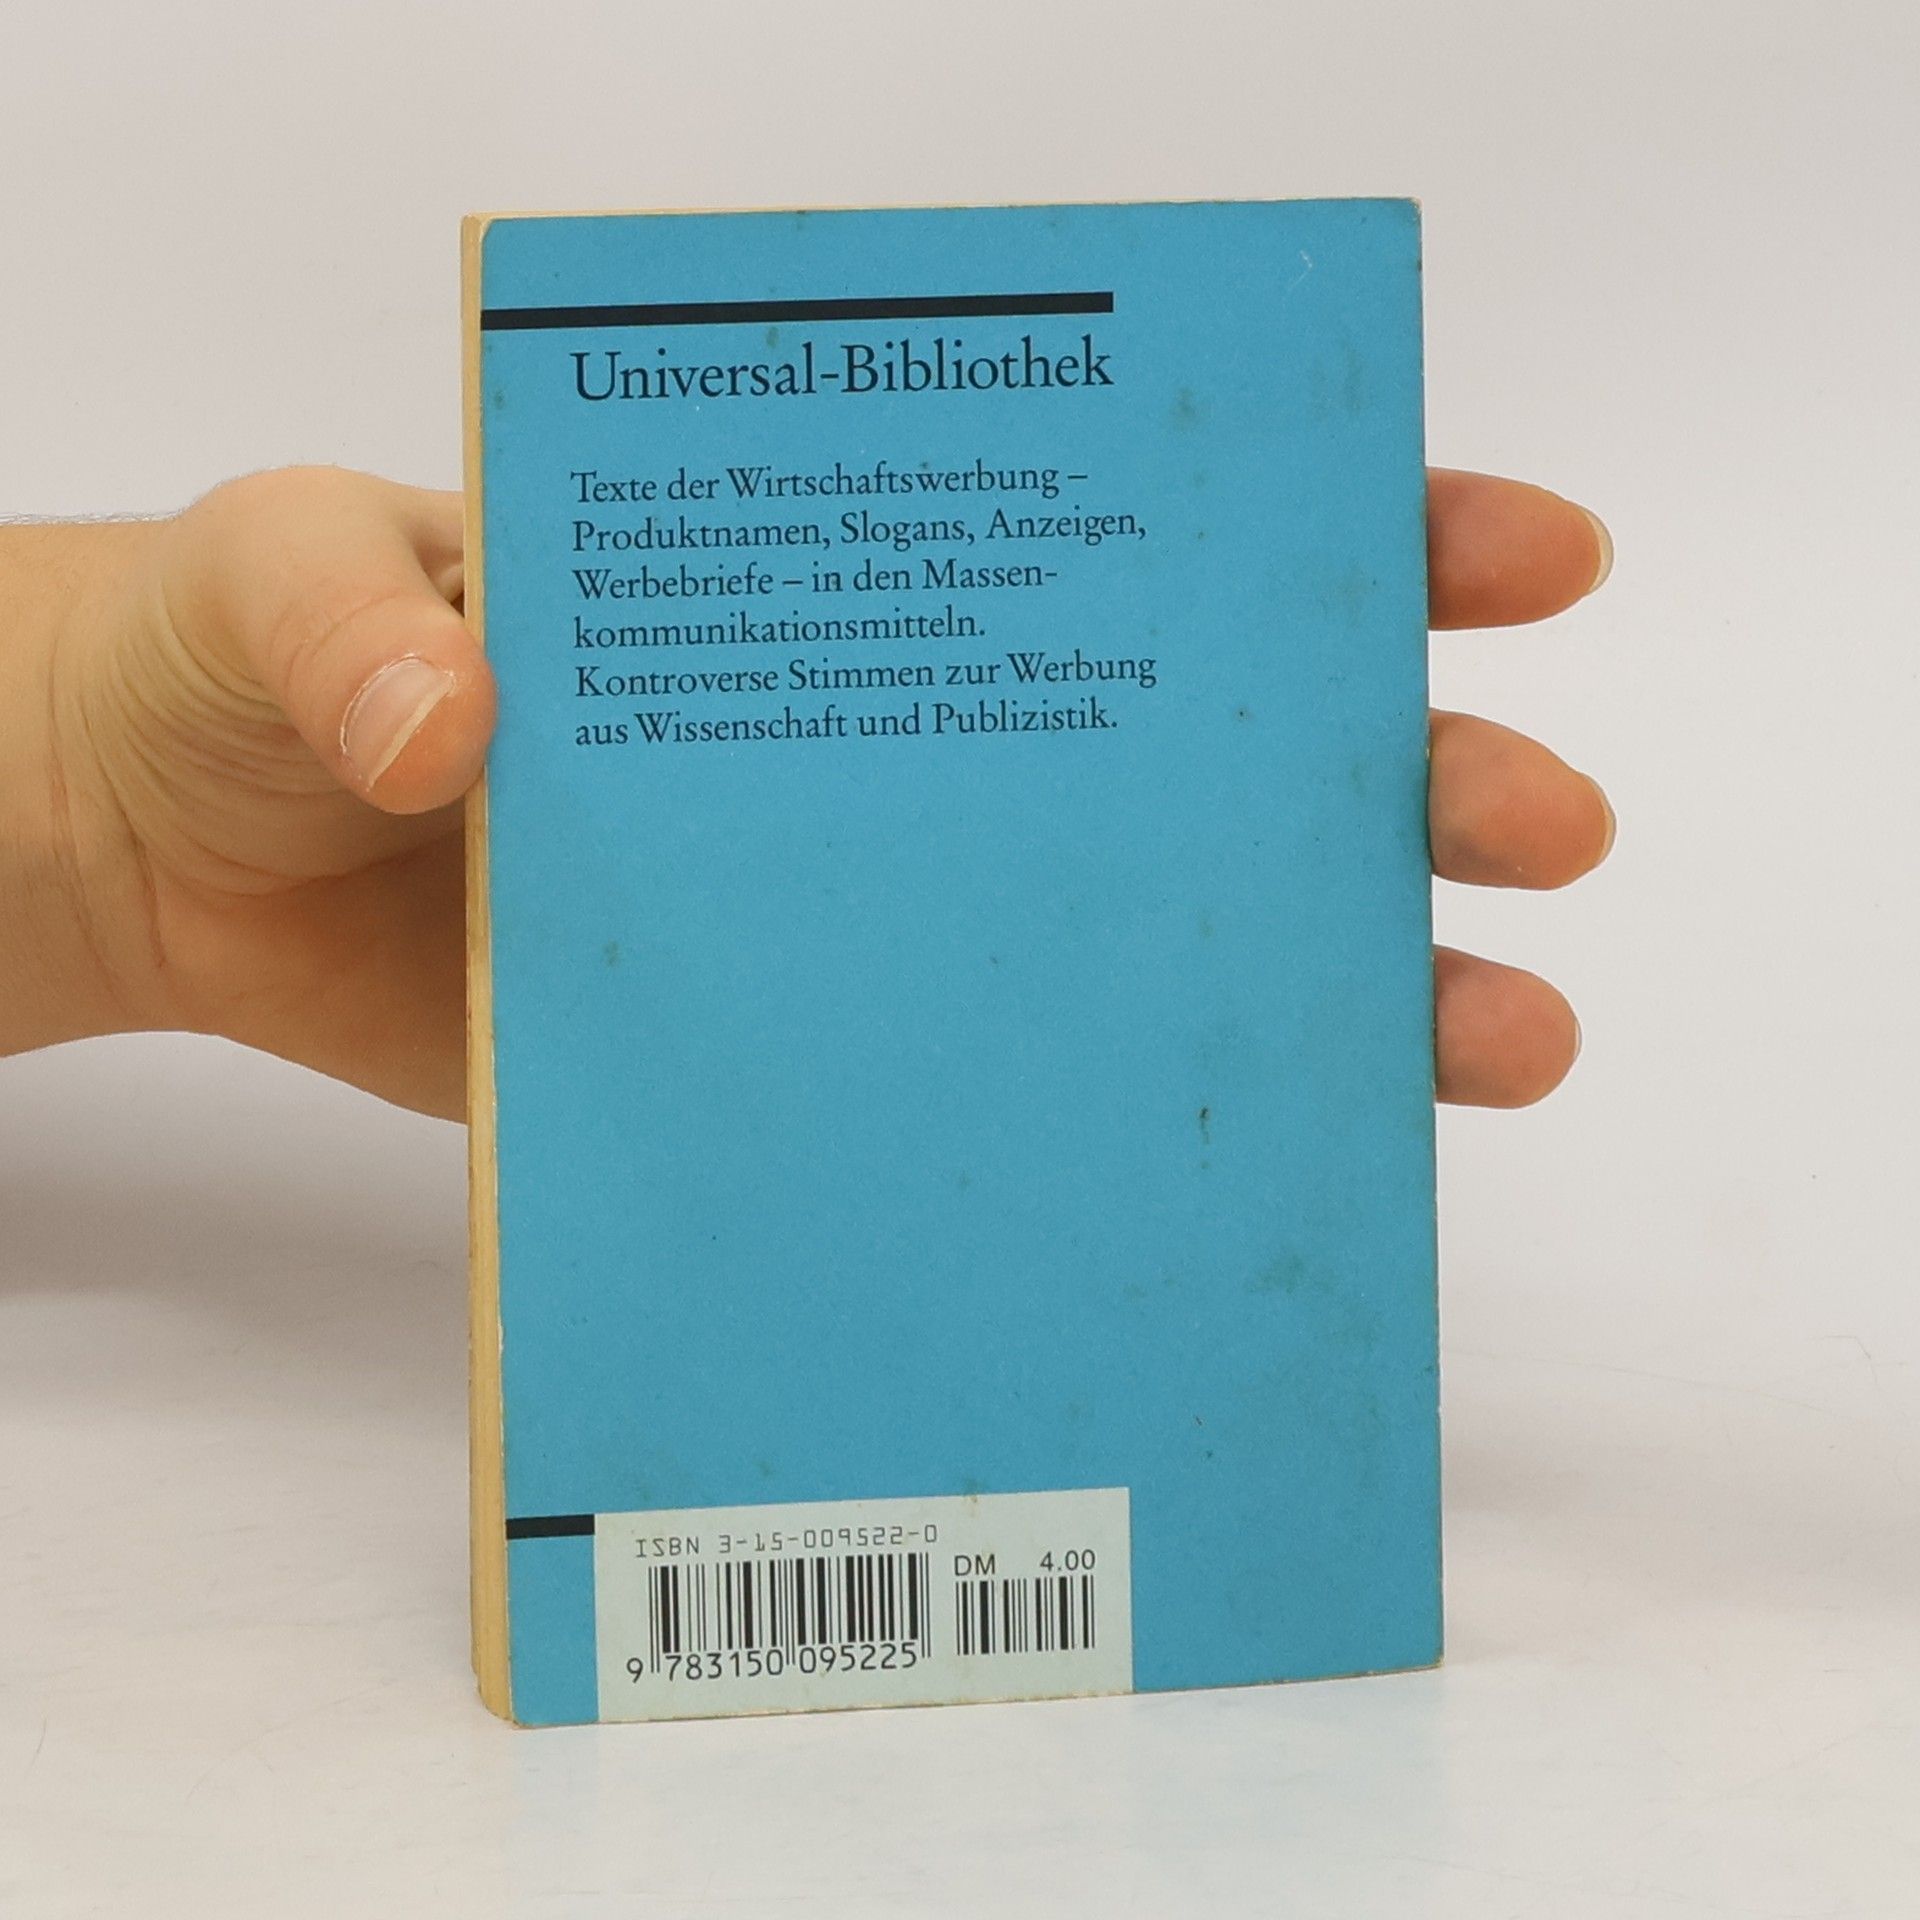 Universal-Bibliothek
Texte der Wirtschaftswerbung –
Produktnamen, Slogans, Anzeigen,
Werbebriefe – in den Massen-
kommunikationsmitteln.
Kontroverse Stimmen zur Werbung
aus Wissenschaft und Publizistik.
ISBN 3-15-009522-0
DM 4.00
9 783150 095225